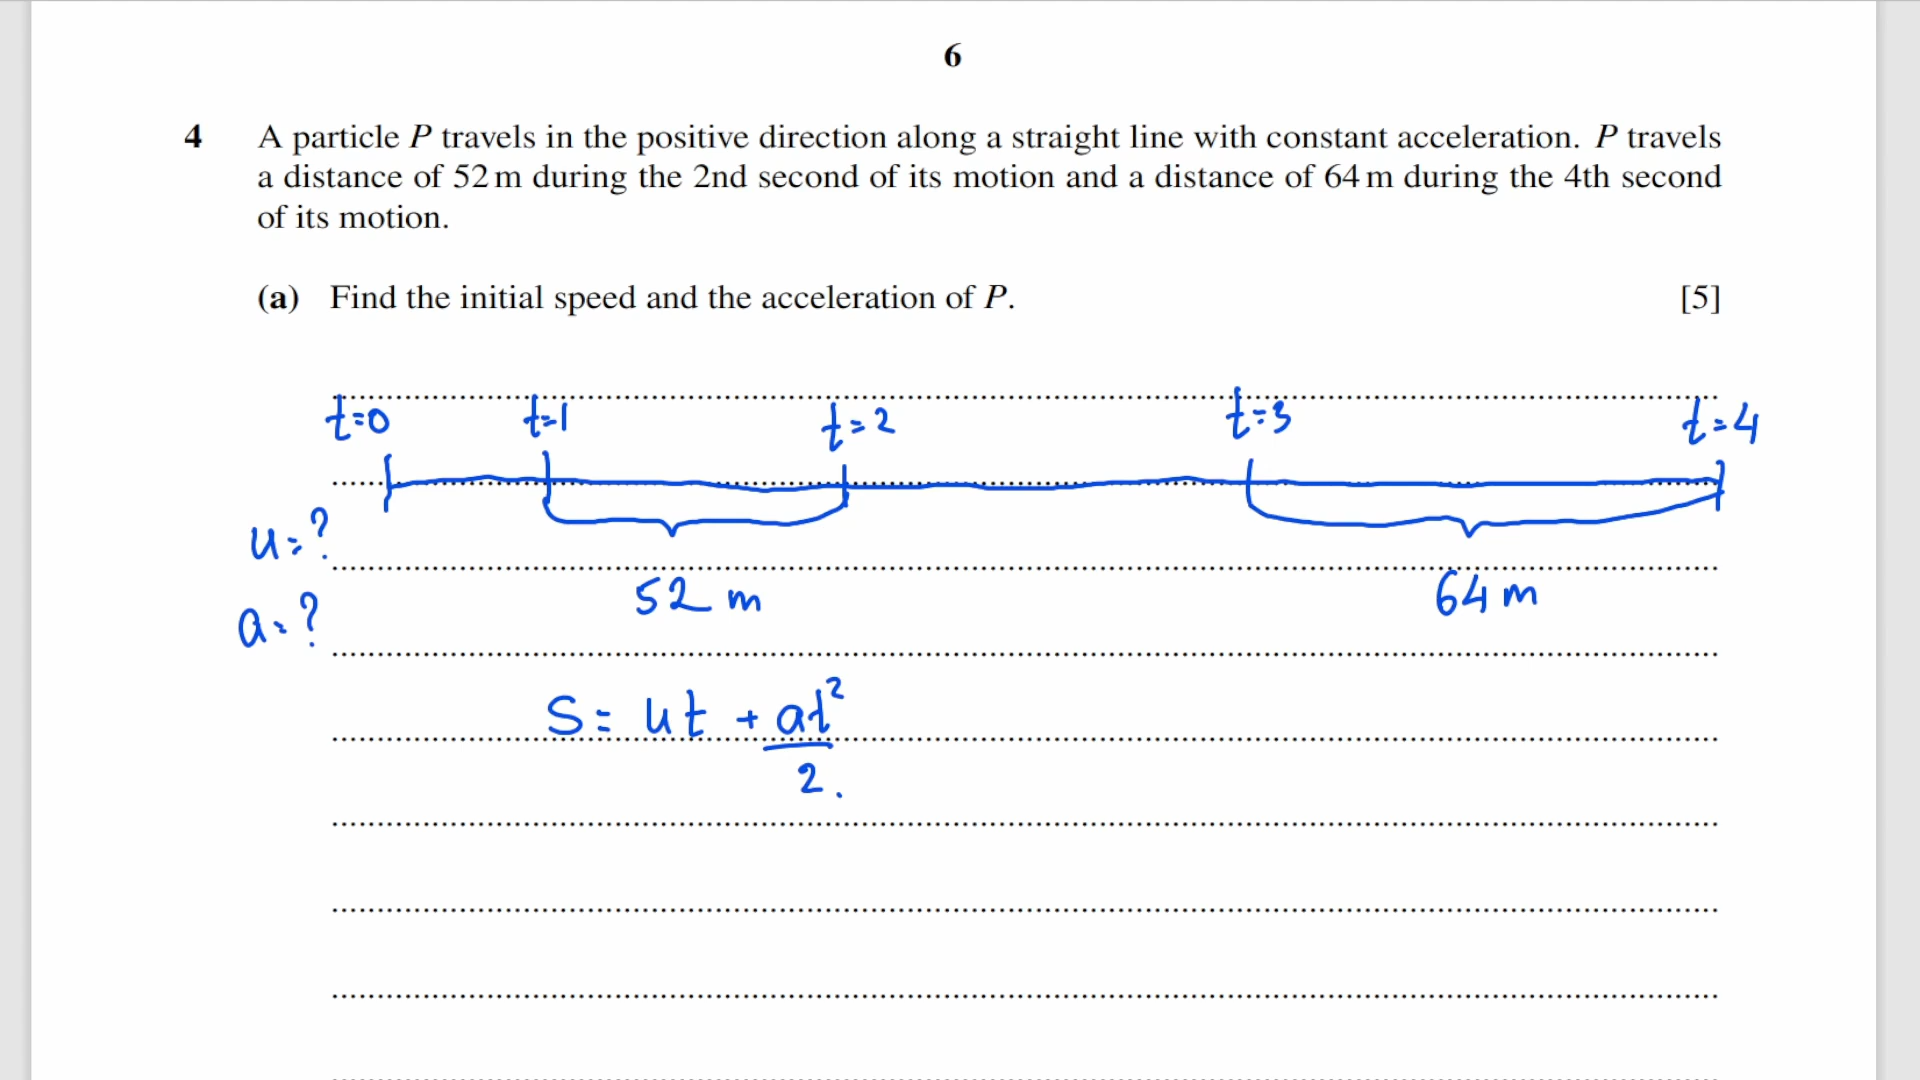 6
4 A particle P travels in the positive direction along a straight line with constant acceleration. P travels
a distance of 52 m during the 2nd second of its motion and a distance of 64 m during the 4th second
of its motion.
(a) Find the initial speed and the acceleration of P. [5]
t=0 t=1 t=2 t=3 t=4
u=?
52 m 64 m
a=?
S = ut + at²/2.